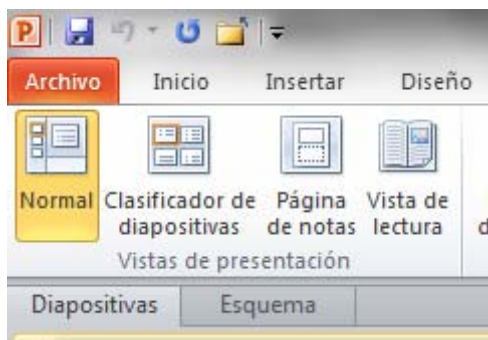 P
Archivo Inicio Insertar Diseño
Normal Clasificador de Página Vista de
diapositivas de notas lectura
Vistas de presentación
Diapositivas Esquema